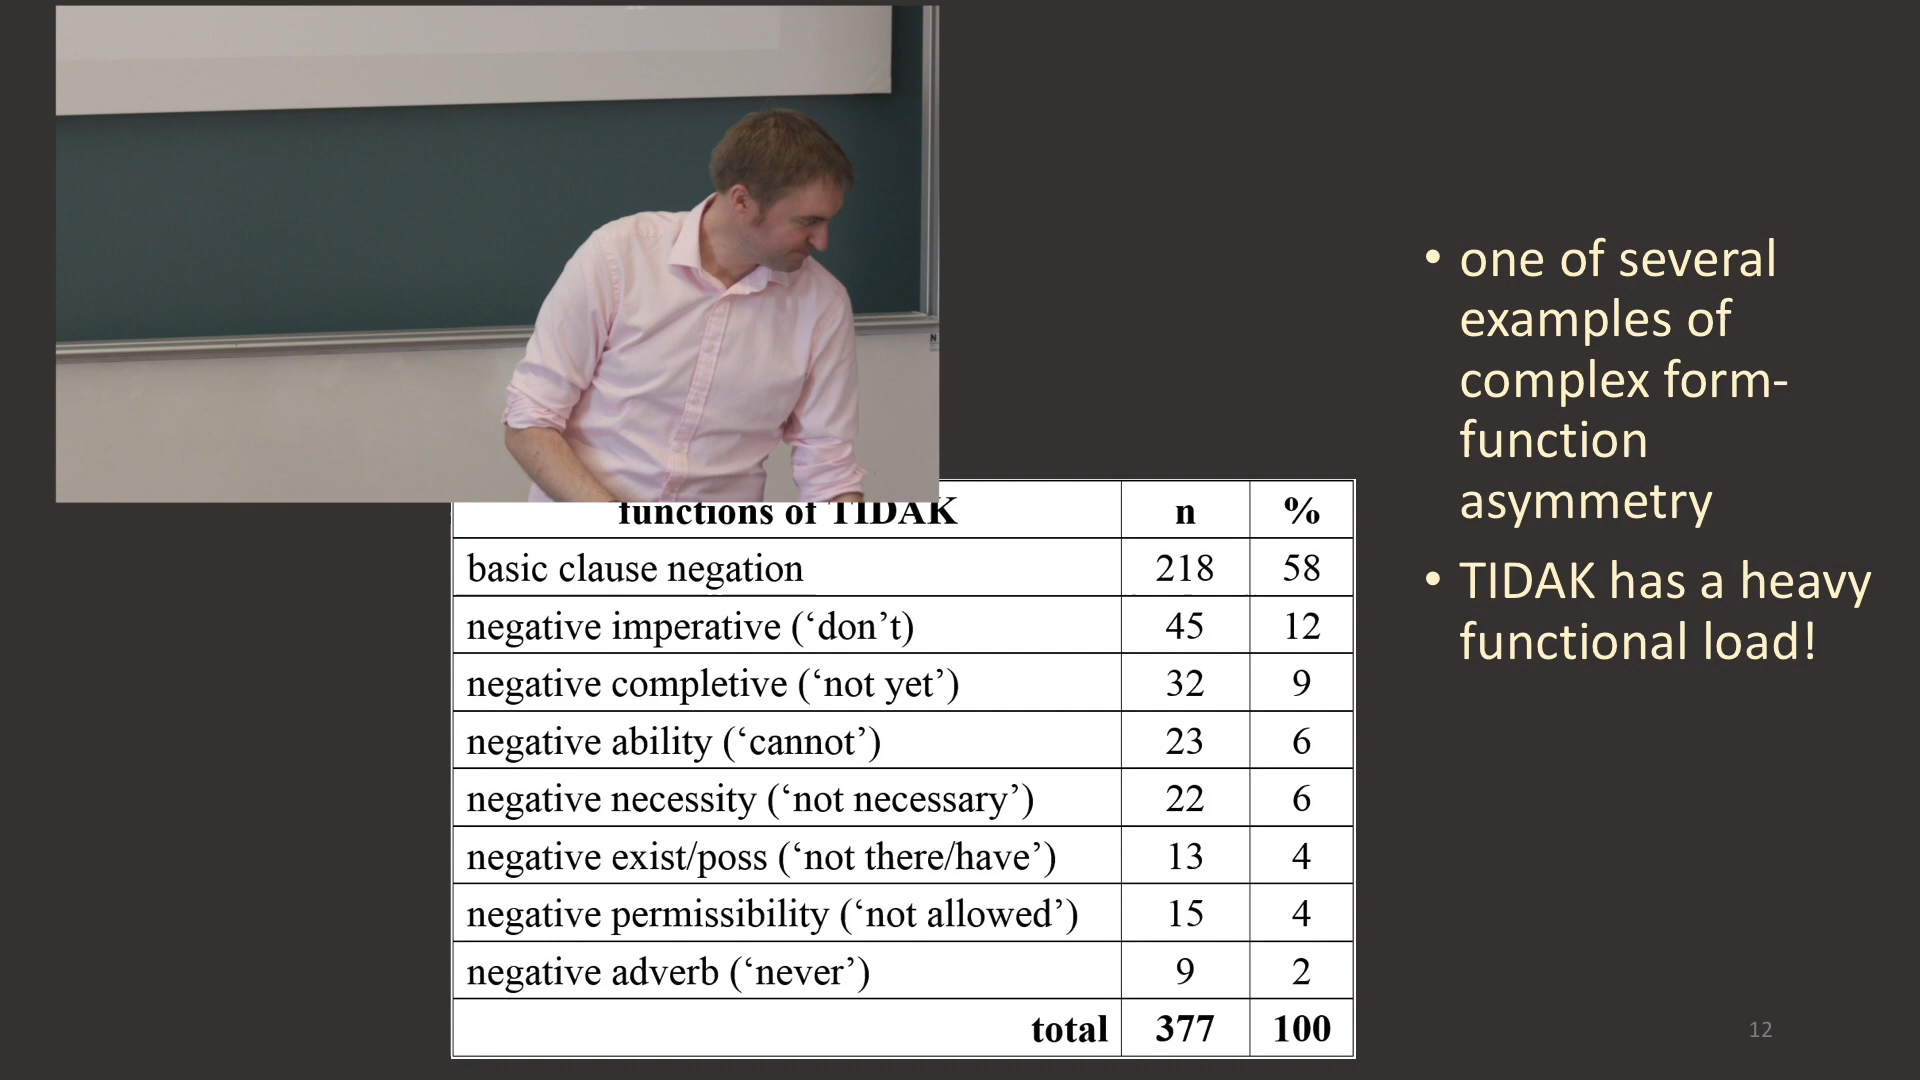 functions of TIDAK n %
basic clause negation 218 58
negative imperative (‘don’t) 45 12
negative completive (‘not yet’) 32 9
negative ability (‘cannot’) 23 6
negative necessity (‘not necessary’) 22 6
negative exist/poss (‘not there/have’) 13 4
negative permissibility (‘not allowed’) 15 4
negative adverb (‘never’) 9 2
total 377 100
• one of several
examples of
complex form-
function
asymmetry
• TIDAK has a heavy
functional load!
12
N